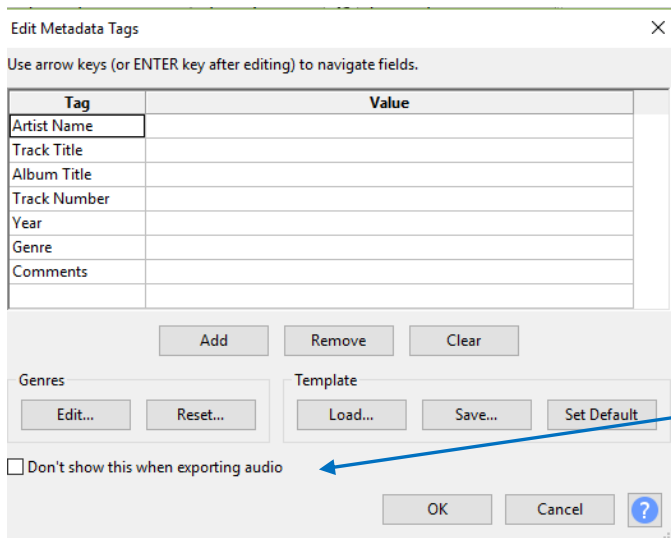 Edit Metadata Tags
Use arrow keys (or ENTER key after editing) to navigate fields.
Tag Value
Artist Name
Track Title
Album Title
Track Number
Year
Genre
Comments
Add Remove Clear
Genres Template
Edit... Reset... Load... Save... Set Default
Don't show this when exporting audio
OK Cancel ?